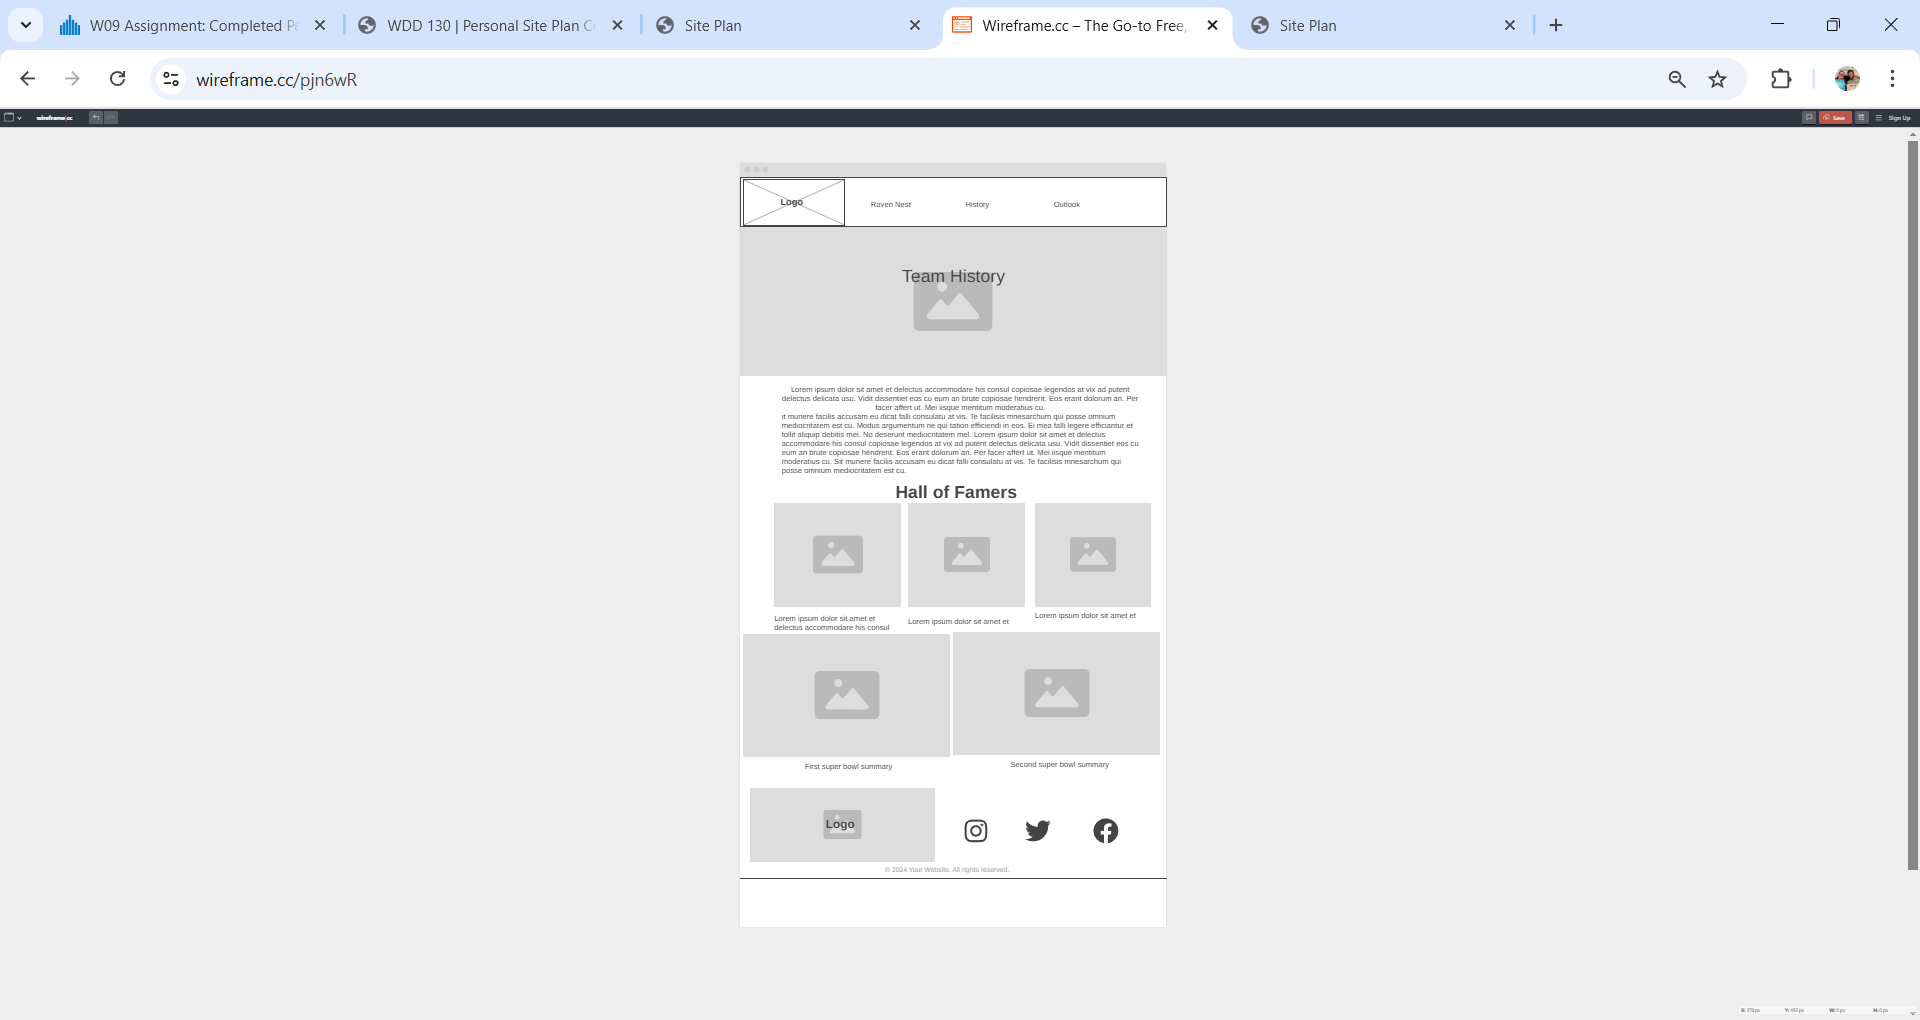 W09 Assignment: Completed Pe
WDD 130 | Personal Site Plan Co
Site Plan
Wireframe.cc – The Go-to Free,
Site Plan
wireframe.cc/pjn6wR
wireframe|cc
Save
Sign Up
Logo
Raven Nest
History
Outlook
Team History
Lorem ipsum dolor sit amet et delectus accommodare his consul copiosae legendos at vix ad putent
delectus delicata usu. Vidit dissentiet eos cu eum an brute copiosae hendrerit. Eos erant dolorum an. Per
facer affert ut. Mei iisque mentitum moderatius cu.
it munere facilis accusam eu dicat falli consulatu at vis. Te facilisis mnesarchum qui posse omnium
mediocritatem est cu. Modus argumentum ne qui tation efficiendi in eos. Ei mea falli legere efficiantur et
tollit aliquip debitis mei. No deserunt mediocritatem mel. Lorem ipsum dolor sit amet et delectus
accommodare his consul copiosae legendos at vix ad putent delectus delicata usu. Vidit dissentiet eos cu
eum an brute copiosae hendrerit. Eos erant dolorum an. Per facer affert ut. Mei iisque mentitum
moderatius cu. Sit munere facilis accusam eu dicat falli consulatu at vis. Te facilisis mnesarchum qui
posse omnium mediocritatem est cu.
Hall of Famers
Lorem ipsum dolor sit amet et
delectus accommodare his consul
Lorem ipsum dolor sit amet et
Lorem ipsum dolor sit amet et
First super bowl summary
Second super bowl summary
Logo
© 2024 Your Website. All rights reserved.